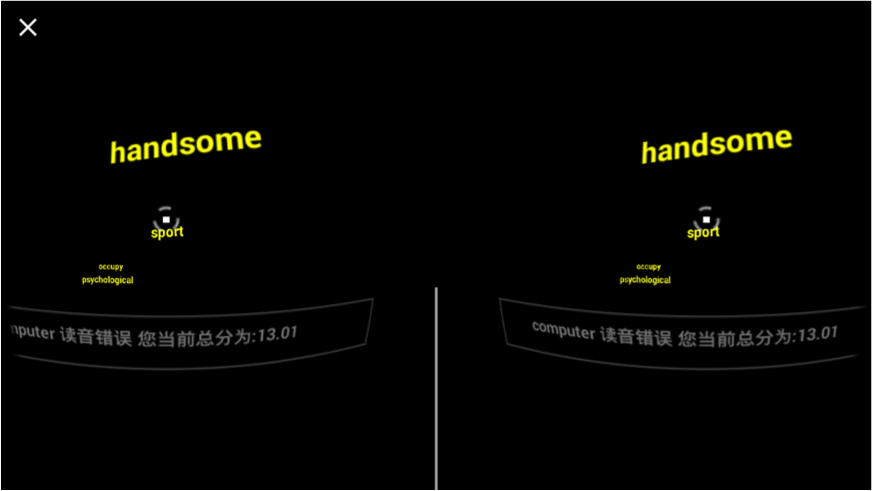 handsome
handsome
sport
sport
occupy
occupy
psychological
psychological
mputer 读音错误 您当前总分为:13.01
computer 读音错误 您当前总分为:13.01